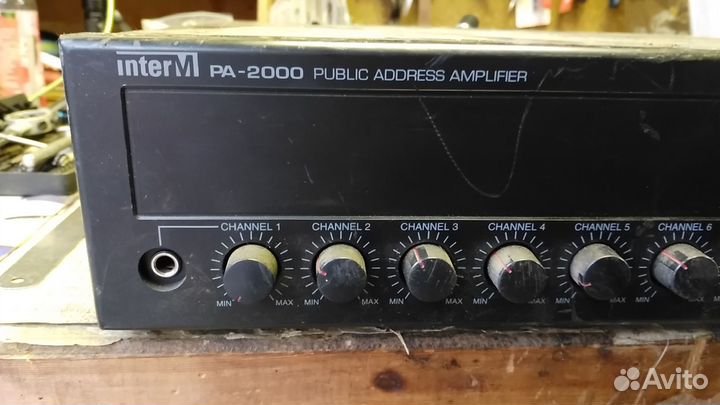 interM PA-2000 PUBLIC ADDRESS AMPLIFIER
CHANNEL 1 CHANNEL 2 CHANNEL 3 CHANNEL 4 CHANNEL 5 CHANNEL 6
MIN MAX MIN MAX MIN MAX MIN MAX MIN MAX MIN MAX
Avito